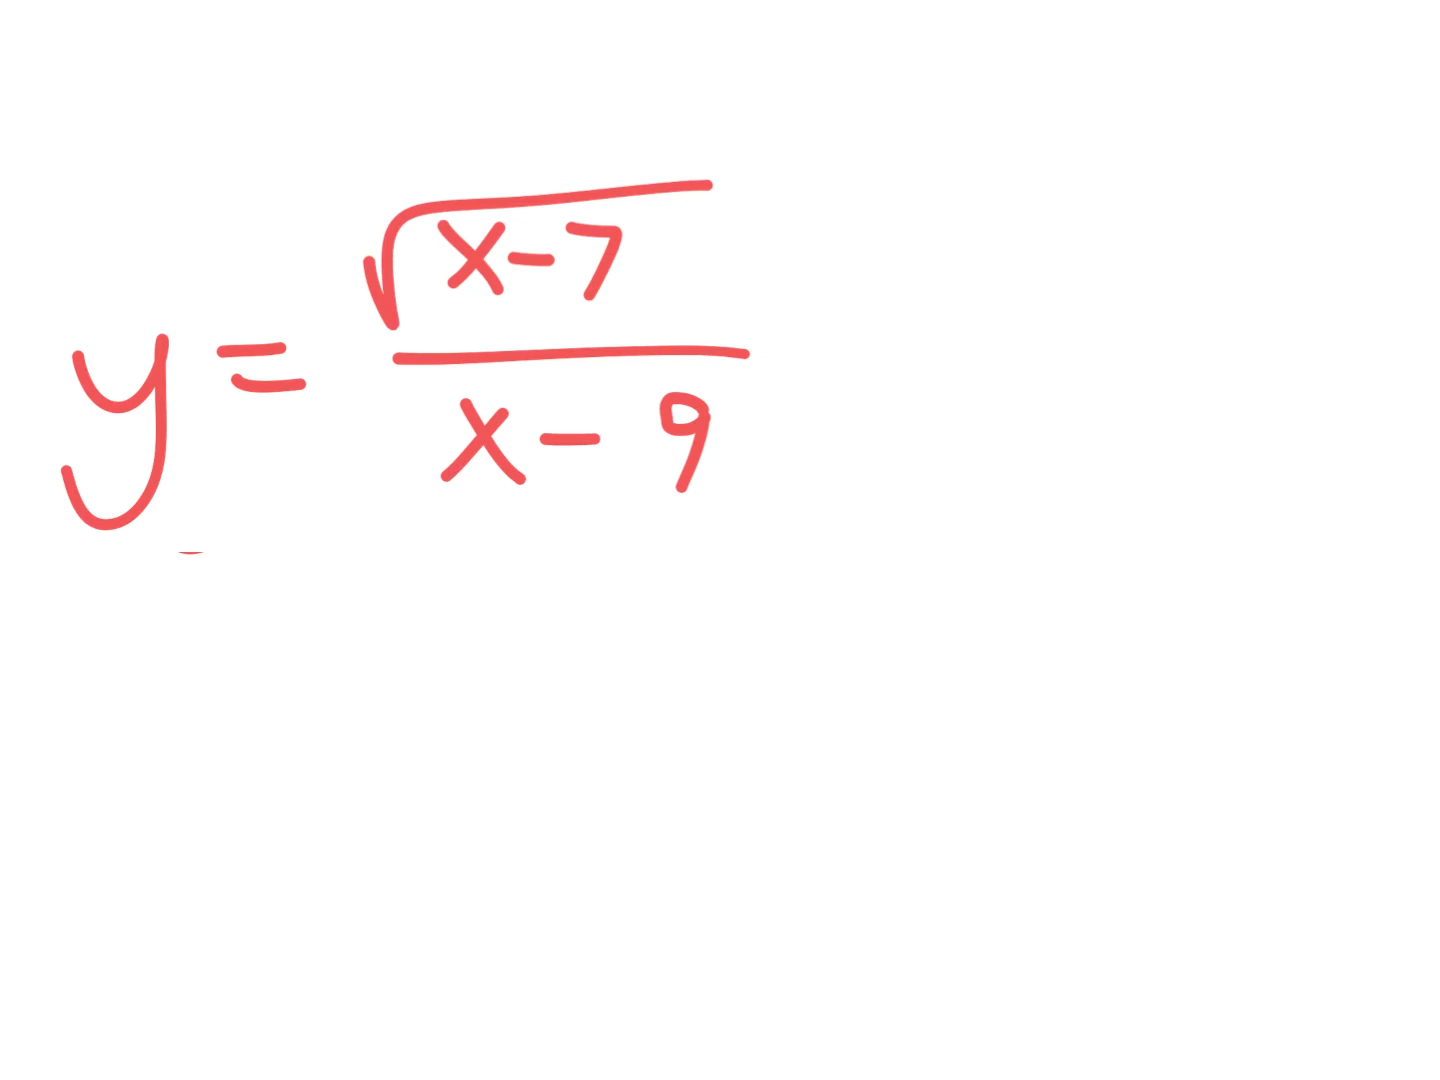 y = √(x-7) / (x - 9)